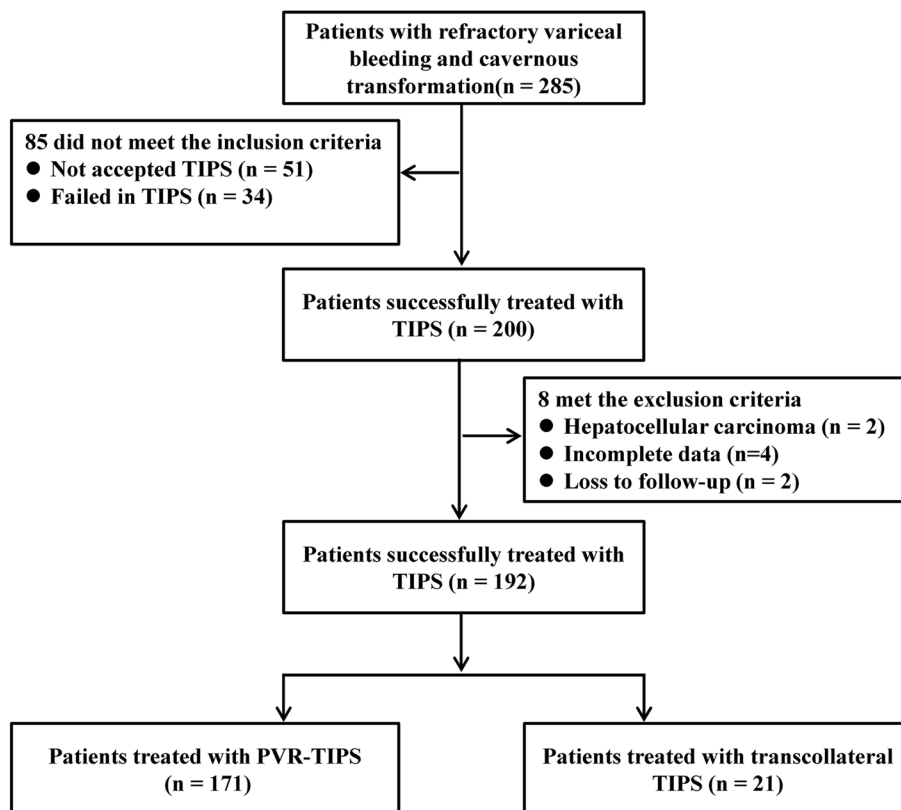 Patients with refractory variceal
bleeding and cavernous
transformation(n = 285)
85 did not meet the inclusion criteria
● Not accepted TIPS (n = 51)
● Failed in TIPS (n = 34)
Patients successfully treated with
TIPS (n = 200)
8 met the exclusion criteria
● Hepatocellular carcinoma (n = 2)
● Incomplete data (n=4)
● Loss to follow-up (n = 2)
Patients successfully treated with
TIPS (n = 192)
Patients treated with PVR-TIPS
(n = 171)
Patients treated with transcollateral
TIPS (n = 21)